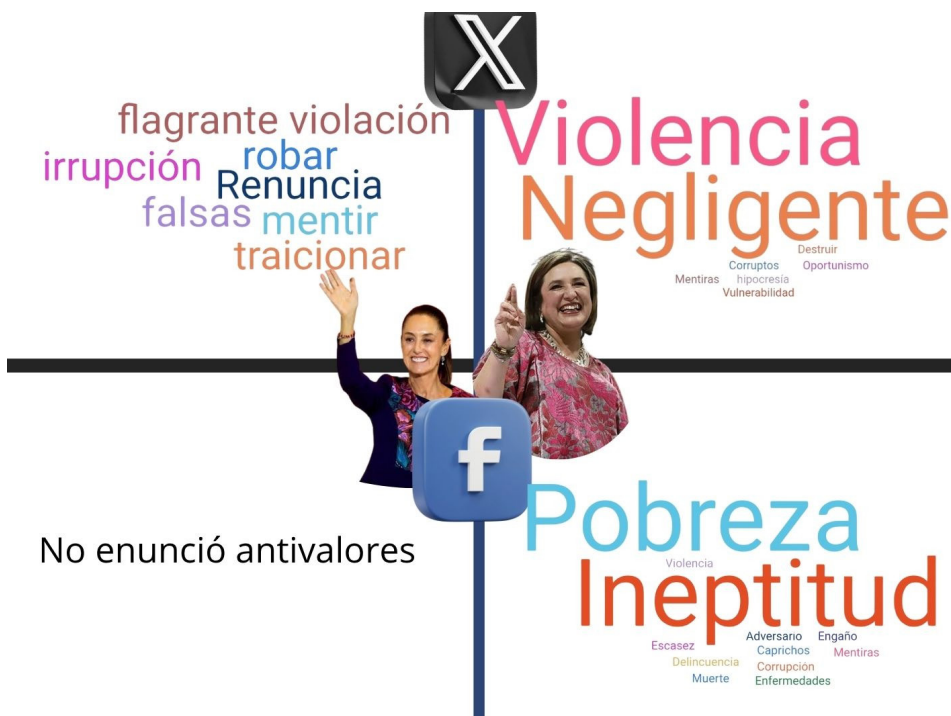 flagrante violación
irrupción robar
Renuncia
falsas mentir
traicionar
Violencia
Negligente
Destruir
Corruptos Oportunismo
Mentiras hipocresía
Vulnerabilidad
No enunció antivalores
Pobreza
Violencia
Ineptitud
Adversario Engaño
Escasez Caprichos Mentiras
Delincuencia Corrupción
Muerte Enfermedades